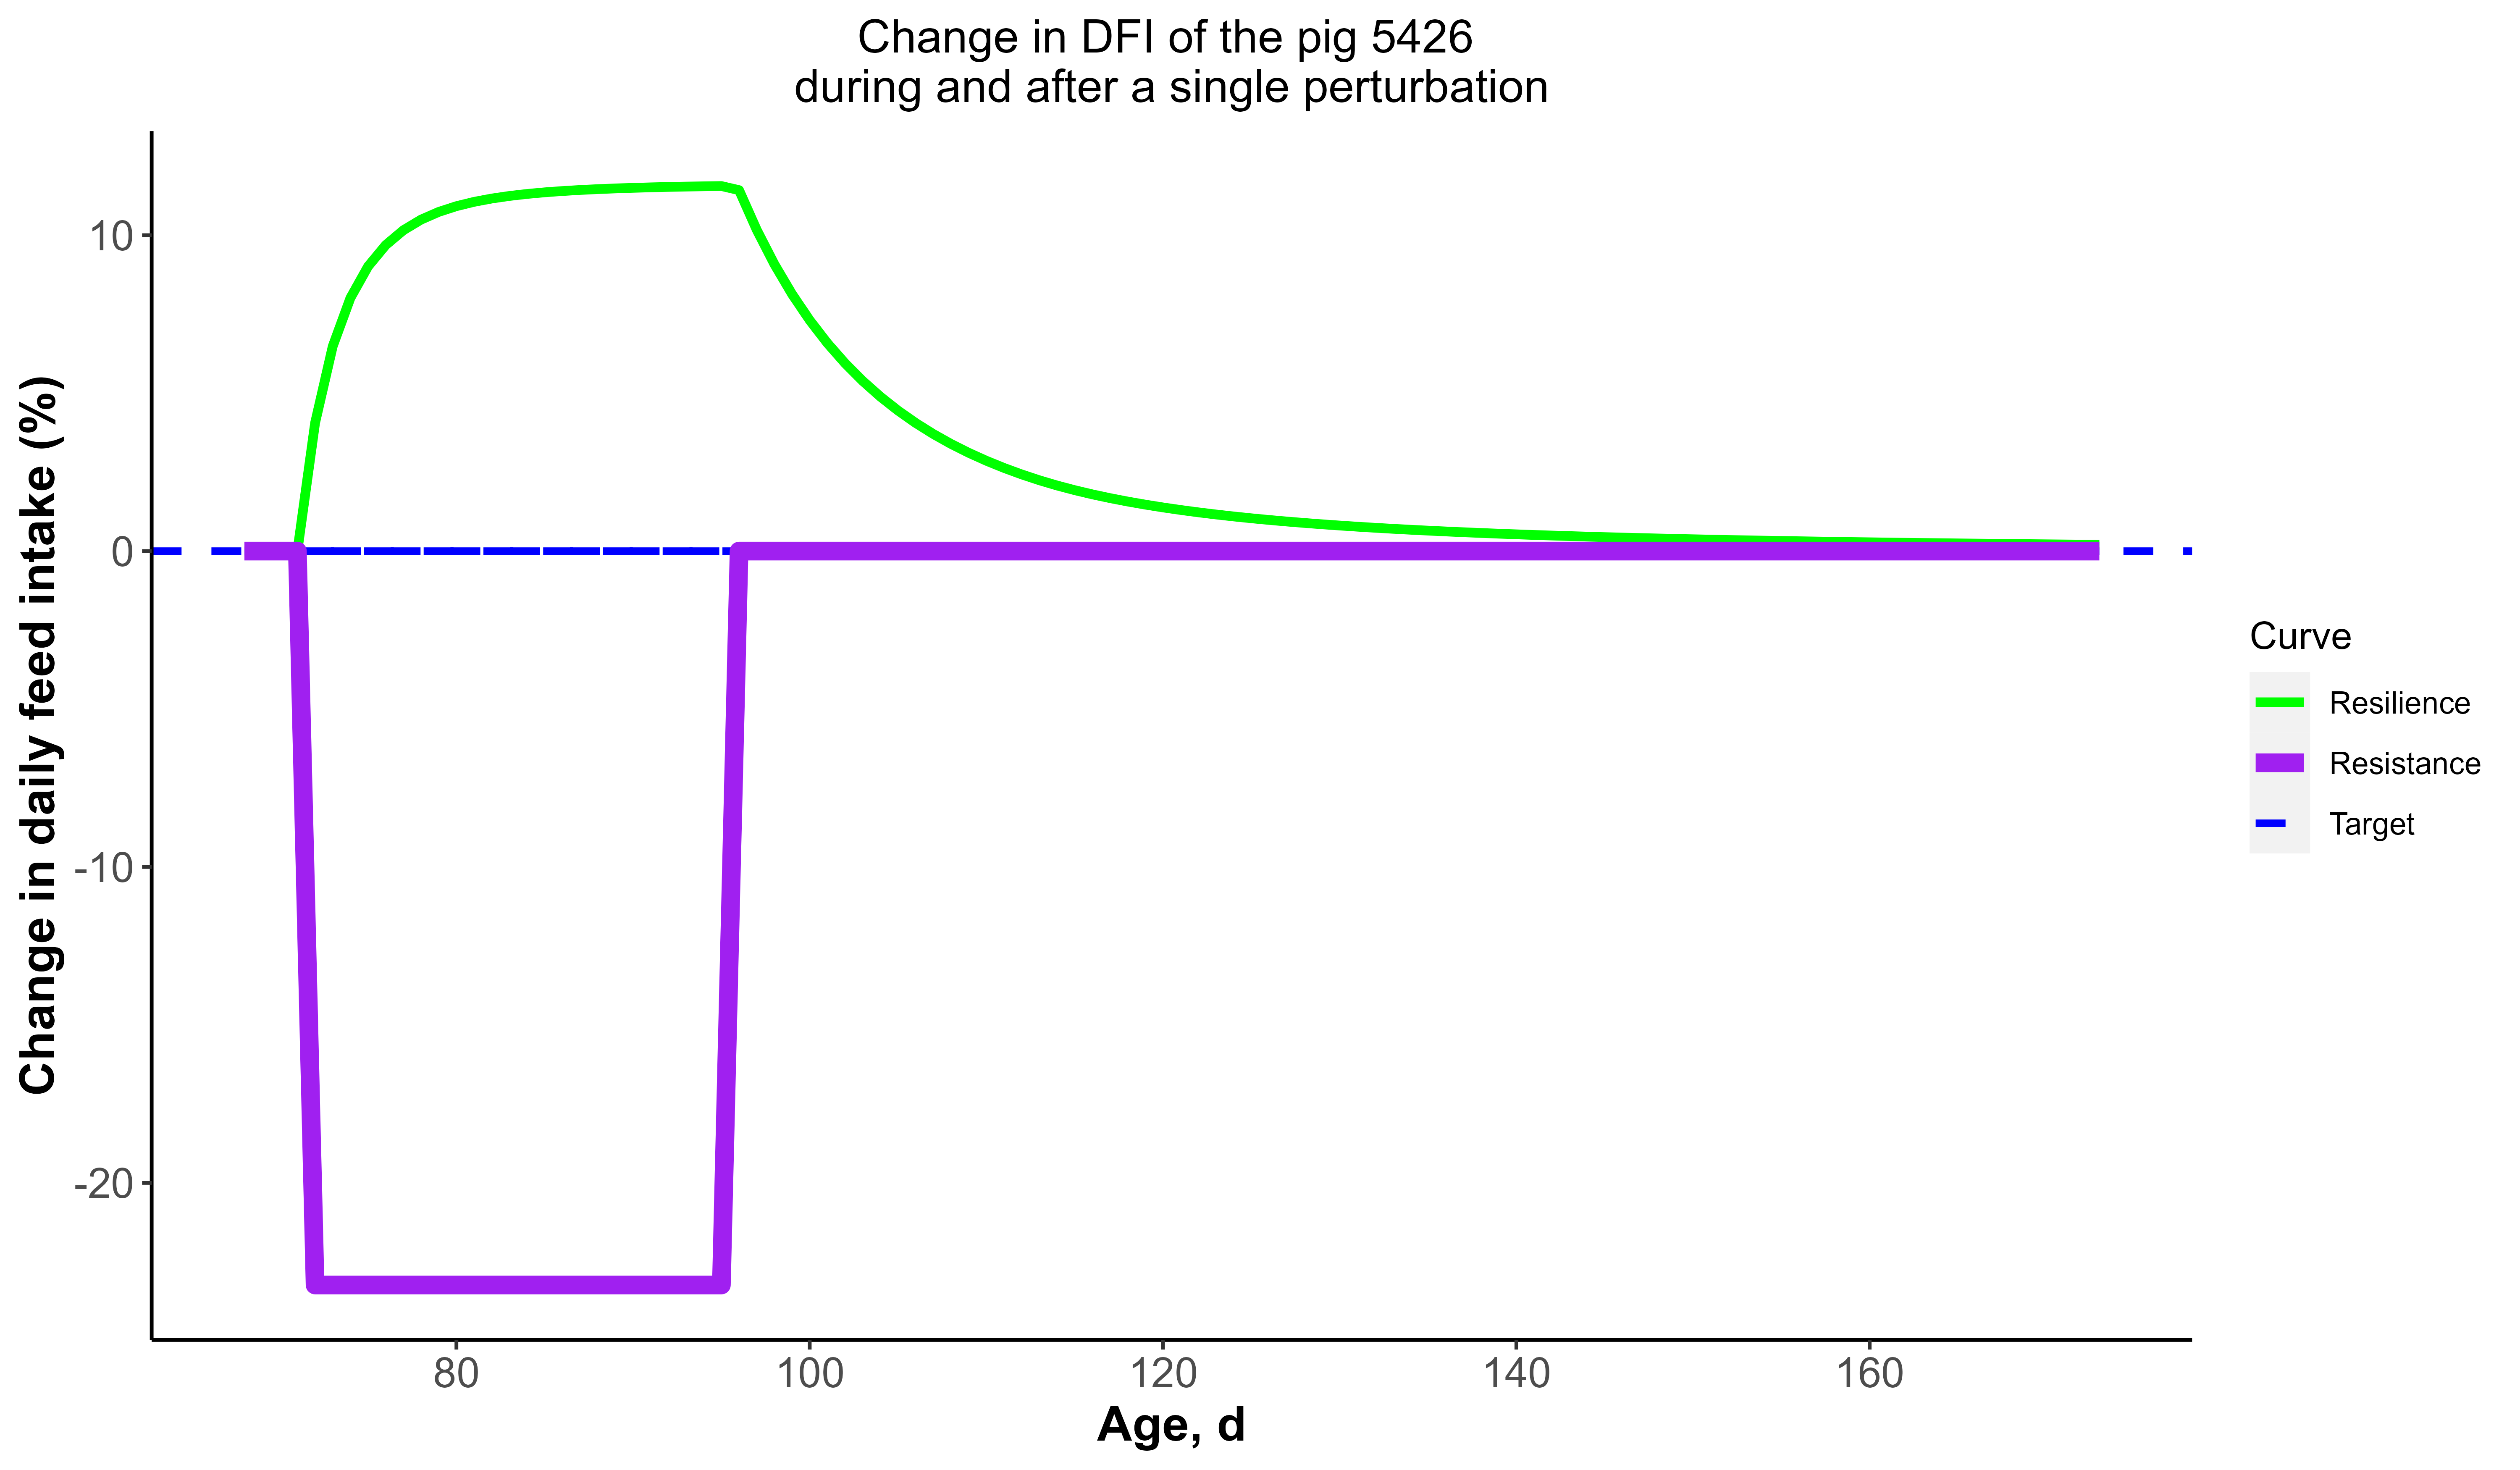 Change in DFI of the pig 5426
during and after a single perturbation
Change in daily feed intake (%)
10
0
-10
-20
80
100
120
140
160
Age, d
Curve
Resilience
Resistance
Target